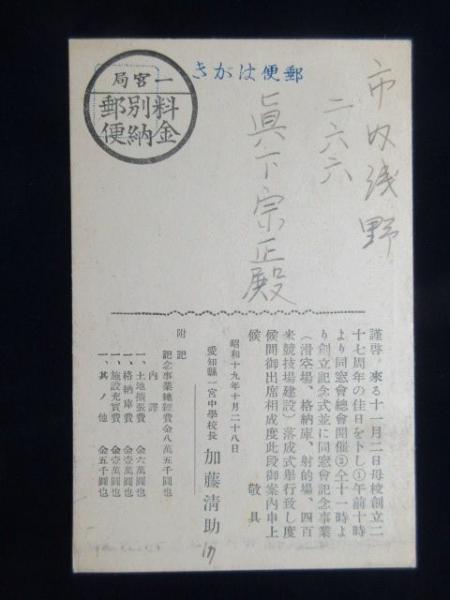 郵便はがき
一宮局
料金
別納
郵便
市内浅野
二六六
眞下宗正殿
謹啓、來る十一月二日母校創立二
十七周年の佳日を卜し①午前十時
より同窓會總會開催②仝十一時よ
り創立記念式並に同窓會記念事業
(滑空場、格納庫、射的場、四百
米競技場建設)落成式擧行致し度
候間御出席相成度此段御案内申上
候 敬具
昭和十九年十月二十八日
愛知縣一宮中學校長 加藤清助
附記
記念事業總經費金八萬五千圓也
内譯
一、土地擴張費 金六萬圓也
一、格納庫費 金壹萬圓也
一、施設充實費 金壹萬圓也
一、其ノ他 金五千圓也